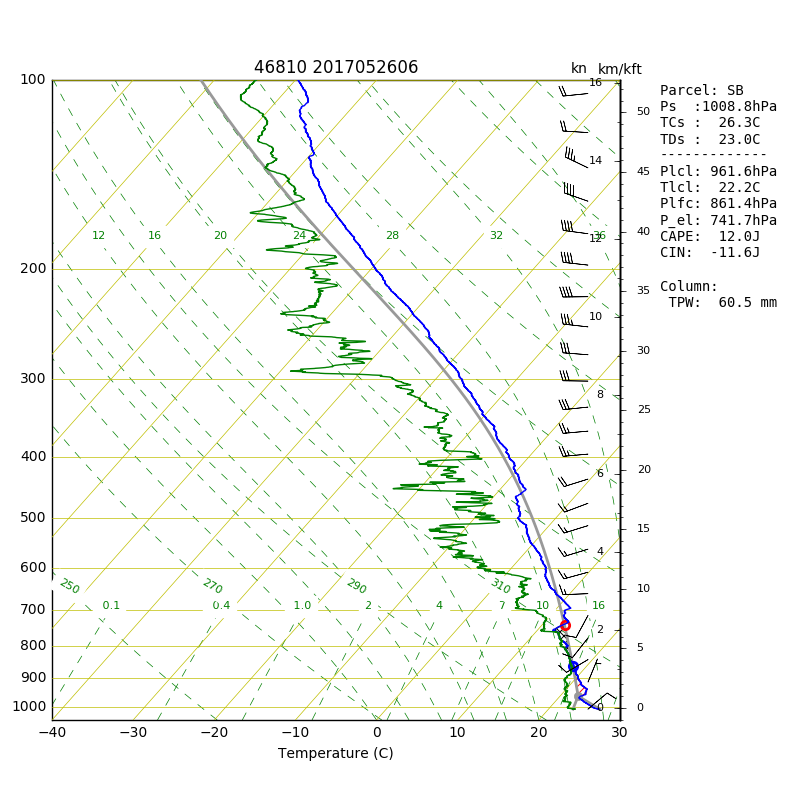 46810 2017052606
kn km/kft
Parcel: SB
Ps :1008.8hPa
TCs : 26.3C
TDs : 23.0C
-------------
Plcl: 961.6hPa
Tlcl: 22.2C
Plfc: 861.4hPa
P_el: 741.7hPa
CAPE: 12.0J
CIN: -11.6J
Column:
TPW: 60.5 mm
100
200
300
400
500
600
700
800
900
1000
16
14
12
10
8
6
4
2
0
50
45
40
35
30
25
20
15
10
5
0
12 16 20 24 28 32 36
250 270 290 310
0.1 0.4 1.0 2 4 7 10 16
−40 −30 −20 −10 0 10 20 30
Temperature (C)